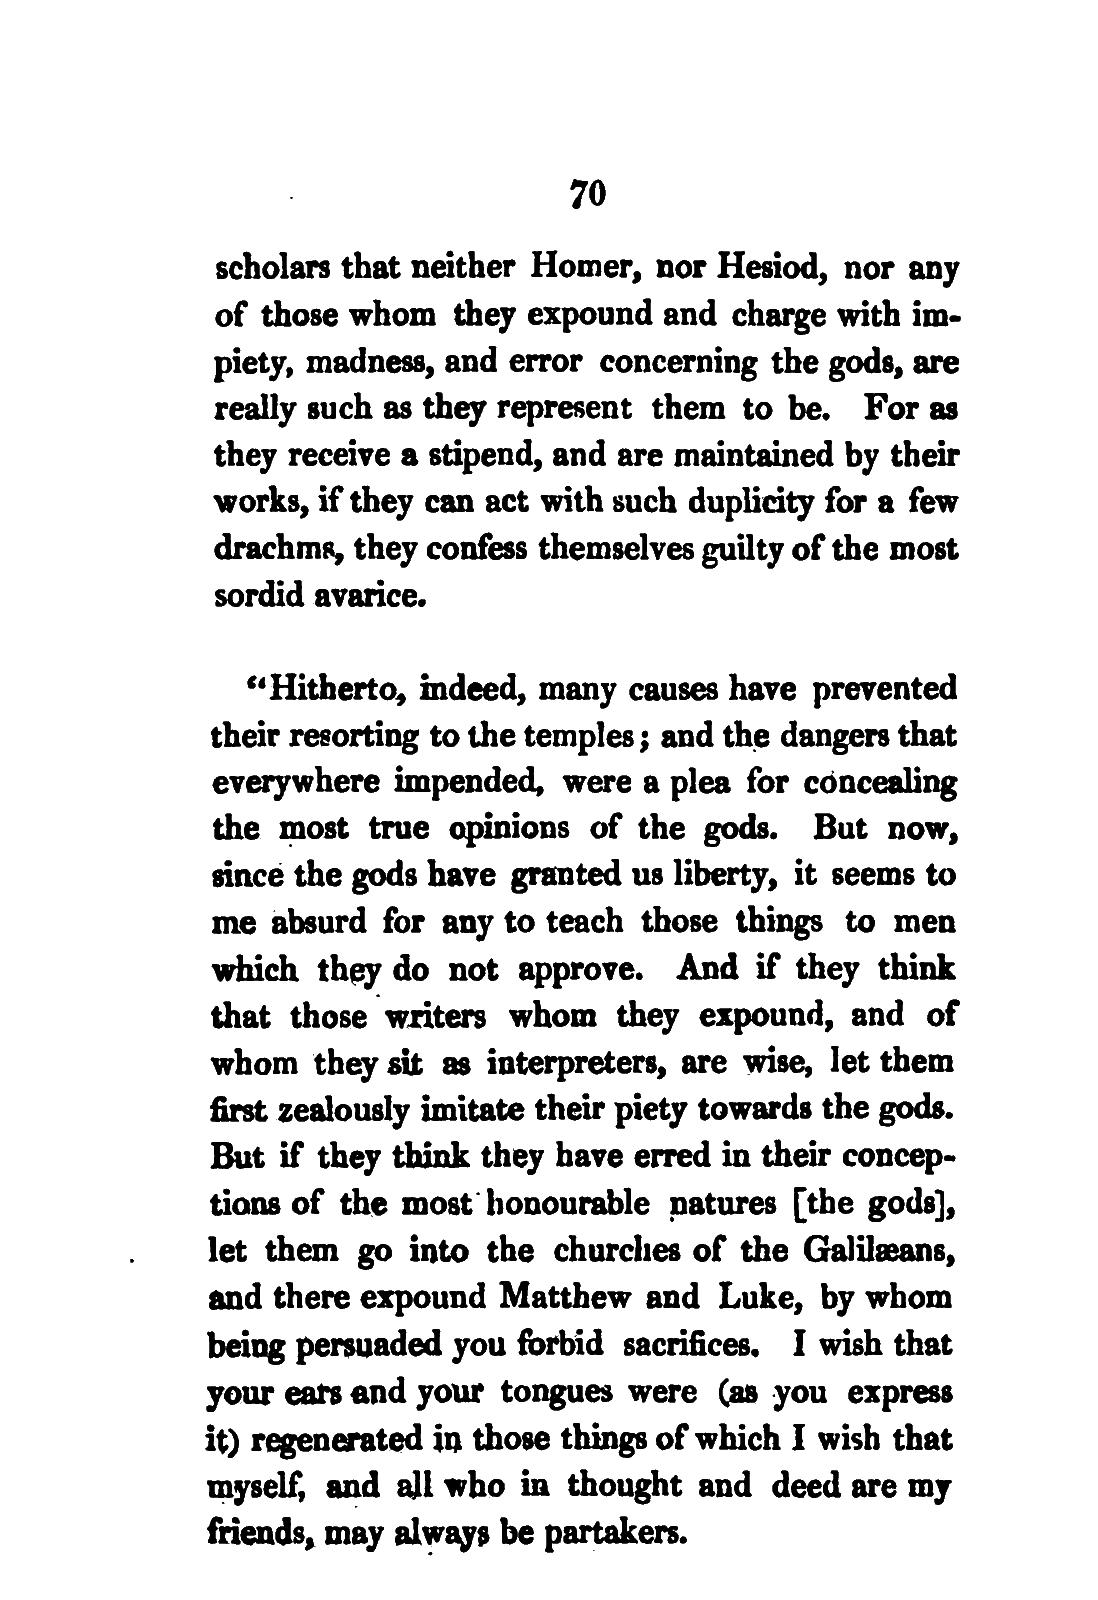 70
scholars that neither Homer, nor Hesiod, nor any
of those whom they expound and charge with im-
piety, madness, and error concerning the gods, are
really such as they represent them to be. For as
they receive a stipend, and are maintained by their
works, if they can act with such duplicity for a few
drachms, they confess themselves guilty of the most
sordid avarice.
“Hitherto, indeed, many causes have prevented
their resorting to the temples; and the dangers that
everywhere impended, were a plea for concealing
the most true opinions of the gods. But now,
since the gods have granted us liberty, it seems to
me absurd for any to teach those things to men
which they do not approve. And if they think
that those writers whom they expound, and of
whom they sit as interpreters, are wise, let them
first zealously imitate their piety towards the gods.
But if they think they have erred in their concep-
tions of the most honourable natures [the gods],
let them go into the churches of the Galilæans,
and there expound Matthew and Luke, by whom
being persuaded you forbid sacrifices. I wish that
your ears and your tongues were (as you express
it) regenerated in those things of which I wish that
myself, and all who in thought and deed are my
friends, may always be partakers.